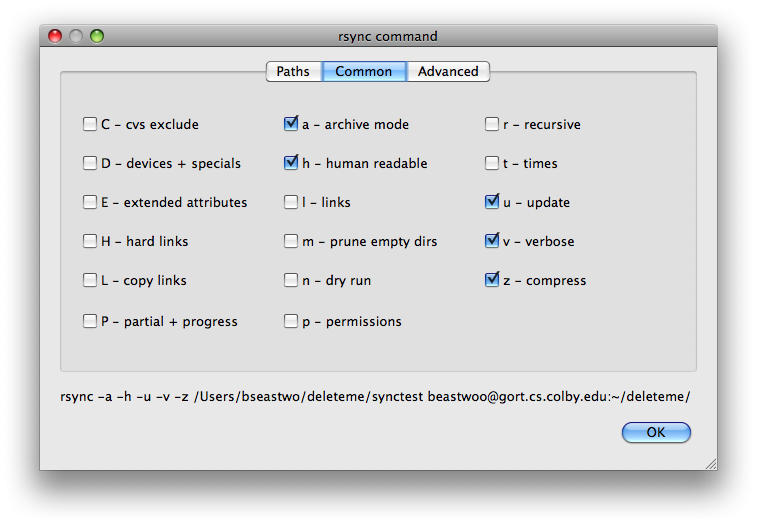 rsync command
Paths Common Advanced
C – cvs exclude a – archive mode r – recursive
D – devices + specials h – human readable t – times
E – extended attributes l – links u – update
H – hard links m – prune empty dirs v – verbose
L – copy links n – dry run z – compress
P – partial + progress p – permissions
rsync -a -h -u -v -z /Users/bseastwo/deleteme/synctest beastwoo@gort.cs.colby.edu:~/deleteme/
OK